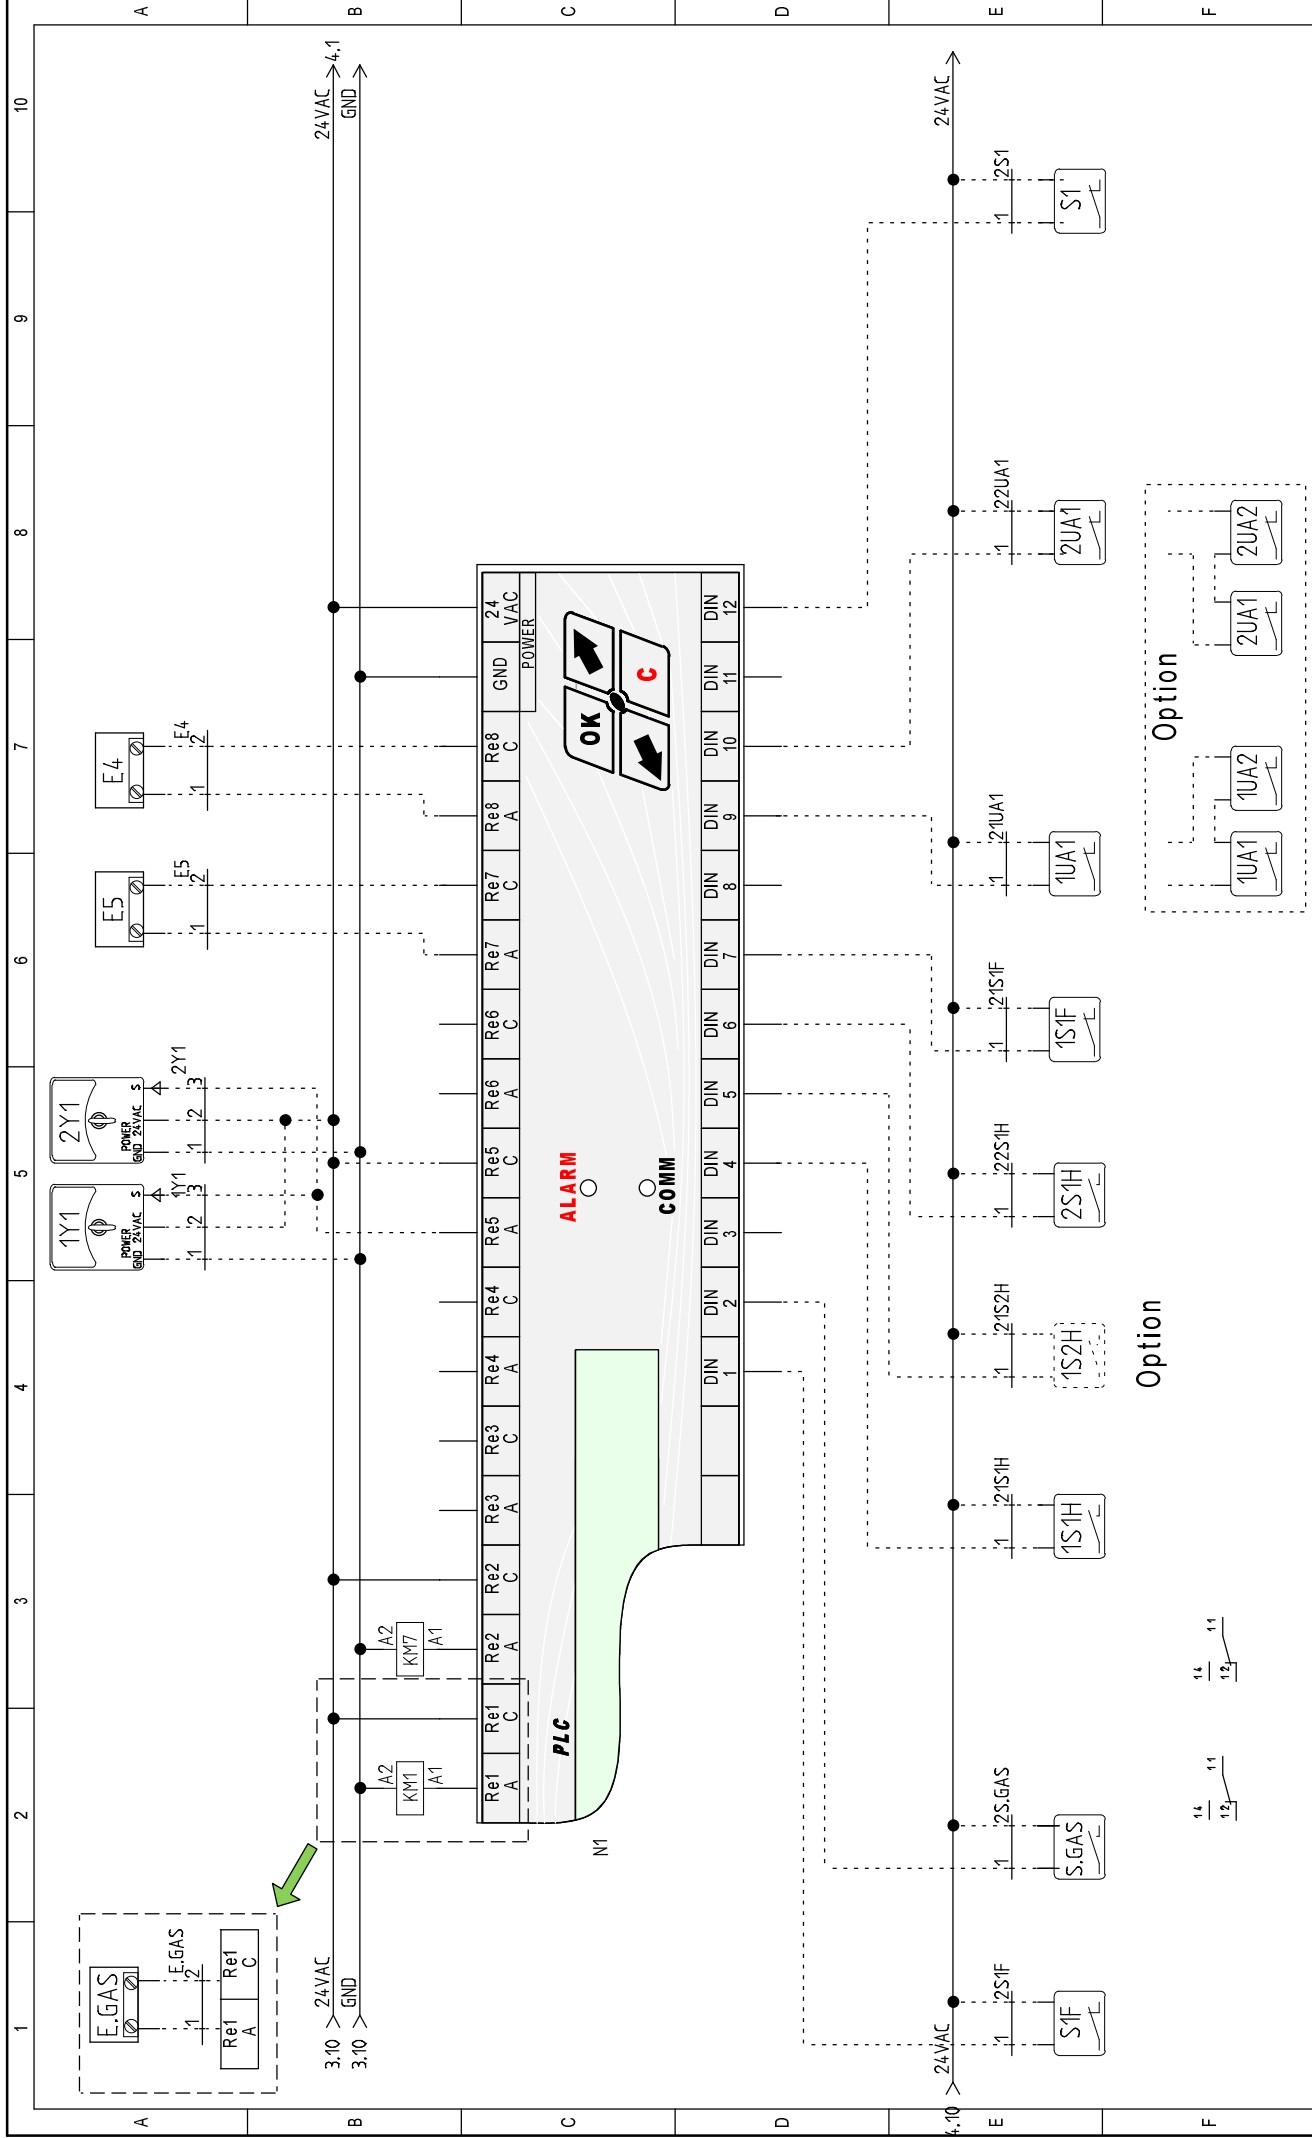 1 2 3 4 5 6 7 8 9 10
A
B
C
D
E
F
A
B
C
D
E
F
E.GAS
E.GAS
1 2
Re1 A
Re1 C
1Y1
POWER
GND 24VAC S
1Y1
1 2 3
2Y1
POWER
GND 24VAC S
2Y1
1 2 3
E5
E5
1 2
E4
E4
1 2
3.10 24VAC
3.10 GND
24VAC 4.1
GND
A2
KM1
A1
A2
KM7
A1
Re1 A
Re1 C
Re2 A
Re2 C
Re3 A
Re3 C
Re4 A
Re4 C
Re5 A
Re5 C
Re6 A
Re6 C
Re7 A
Re7 C
Re8 A
Re8 C
GND
24 VAC
POWER
N1
PLC
ALARM
COMM
OK
C
DIN 1
DIN 2
DIN 3
DIN 4
DIN 5
DIN 6
DIN 7
DIN 8
DIN 9
DIN 10
DIN 11
DIN 12
4.10 24VAC
24VAC
1 2S1F
S1F
1 2S.GAS
S.GAS
1 21S1H
1S1H
1 21S2H
1S2H
Option
1 22S1H
2S1H
1 21S1F
1S1F
1 21UA1
1UA1
1 22UA1
2UA1
1 2S1
S1
14
12 11
14
12 11
Option
1UA1
1UA2
2UA1
2UA2